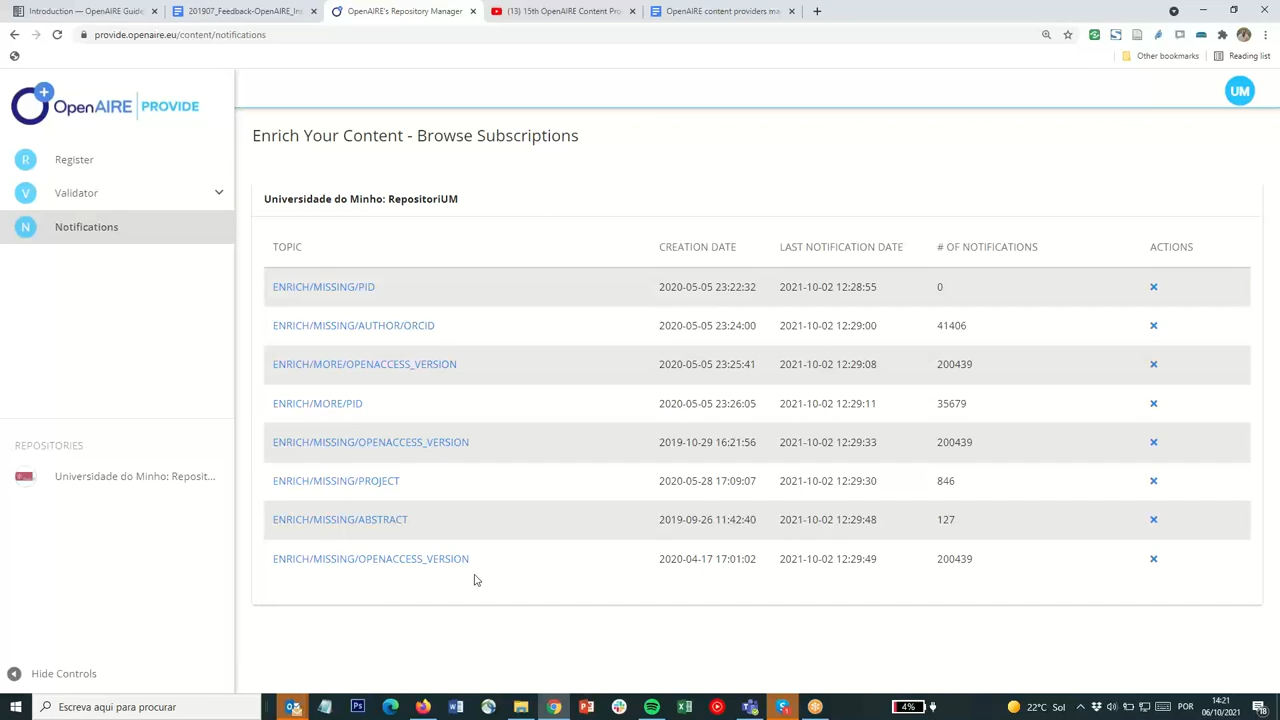 Introduction — OpenAIRE Guide
201907_Feedback-OpenAIRE_In
OpenAIRE's Repository Manager
(13) 15th OpenAIRE Content Pro
OpenAIRE content providers ma
provide.openaire.eu/content/notifications
Other bookmarks
Reading list
OpenAIRE PROVIDE
UM
Enrich Your Content - Browse Subscriptions
R Register
V Validator
N Notifications
Universidade do Minho: RepositoriUM
TOPIC CREATION DATE LAST NOTIFICATION DATE # OF NOTIFICATIONS ACTIONS
ENRICH/MISSING/PID 2020-05-05 23:22:32 2021-10-02 12:28:55 0
ENRICH/MISSING/AUTHOR/ORCID 2020-05-05 23:24:00 2021-10-02 12:29:00 41406
ENRICH/MORE/OPENACCESS_VERSION 2020-05-05 23:25:41 2021-10-02 12:29:08 200439
ENRICH/MORE/PID 2020-05-05 23:26:05 2021-10-02 12:29:11 35679
ENRICH/MISSING/OPENACCESS_VERSION 2019-10-29 16:21:56 2021-10-02 12:29:33 200439
ENRICH/MISSING/PROJECT 2020-05-28 17:09:07 2021-10-02 12:29:30 846
ENRICH/MISSING/ABSTRACT 2019-09-26 11:42:40 2021-10-02 12:29:48 127
ENRICH/MISSING/OPENACCESS_VERSION 2020-04-17 17:01:02 2021-10-02 12:29:49 200439
REPOSITORIES
Universidade do Minho: Reposit...
Hide Controls
Escreva aqui para procurar
4%
22°C Sol
POR
14:21
06/10/2021
18